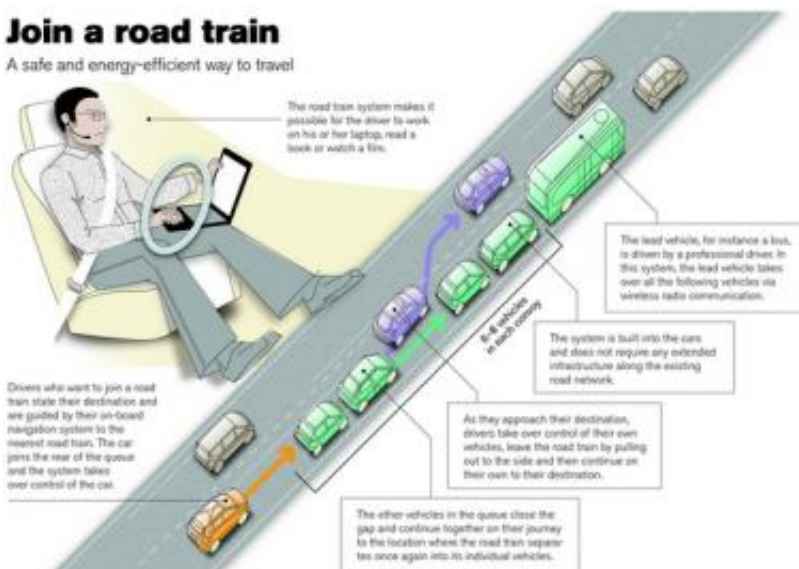 Join a road train
A safe and energy-efficient way to travel
The road train system makes it
possible for the driver to work
on his or her laptop, read a
book or watch a film.
The lead vehicle, for instance a bus,
is driven by a professional driver. In
this system, the lead vehicle takes
over all the following vehicles via
wireless radio communication.
6–8 vehicles
in each convoy
The system is built into the cars
and does not require any extended
infrastructure along the existing
road network.
Drivers who want to join a road
train state their destination and
are guided by their on-board
navigation system to the
nearest road train. The car
joins the rear of the queue
and the system takes
over control of the car.
As they approach their destination,
drivers take over control of their own
vehicles, leave the road train by pulling
out to the side and then continue on
their own to their destination.
The other vehicles in the queue close the
gap and continue together on their journey
to the location where the road train separa-
tes once again into its individual vehicles.